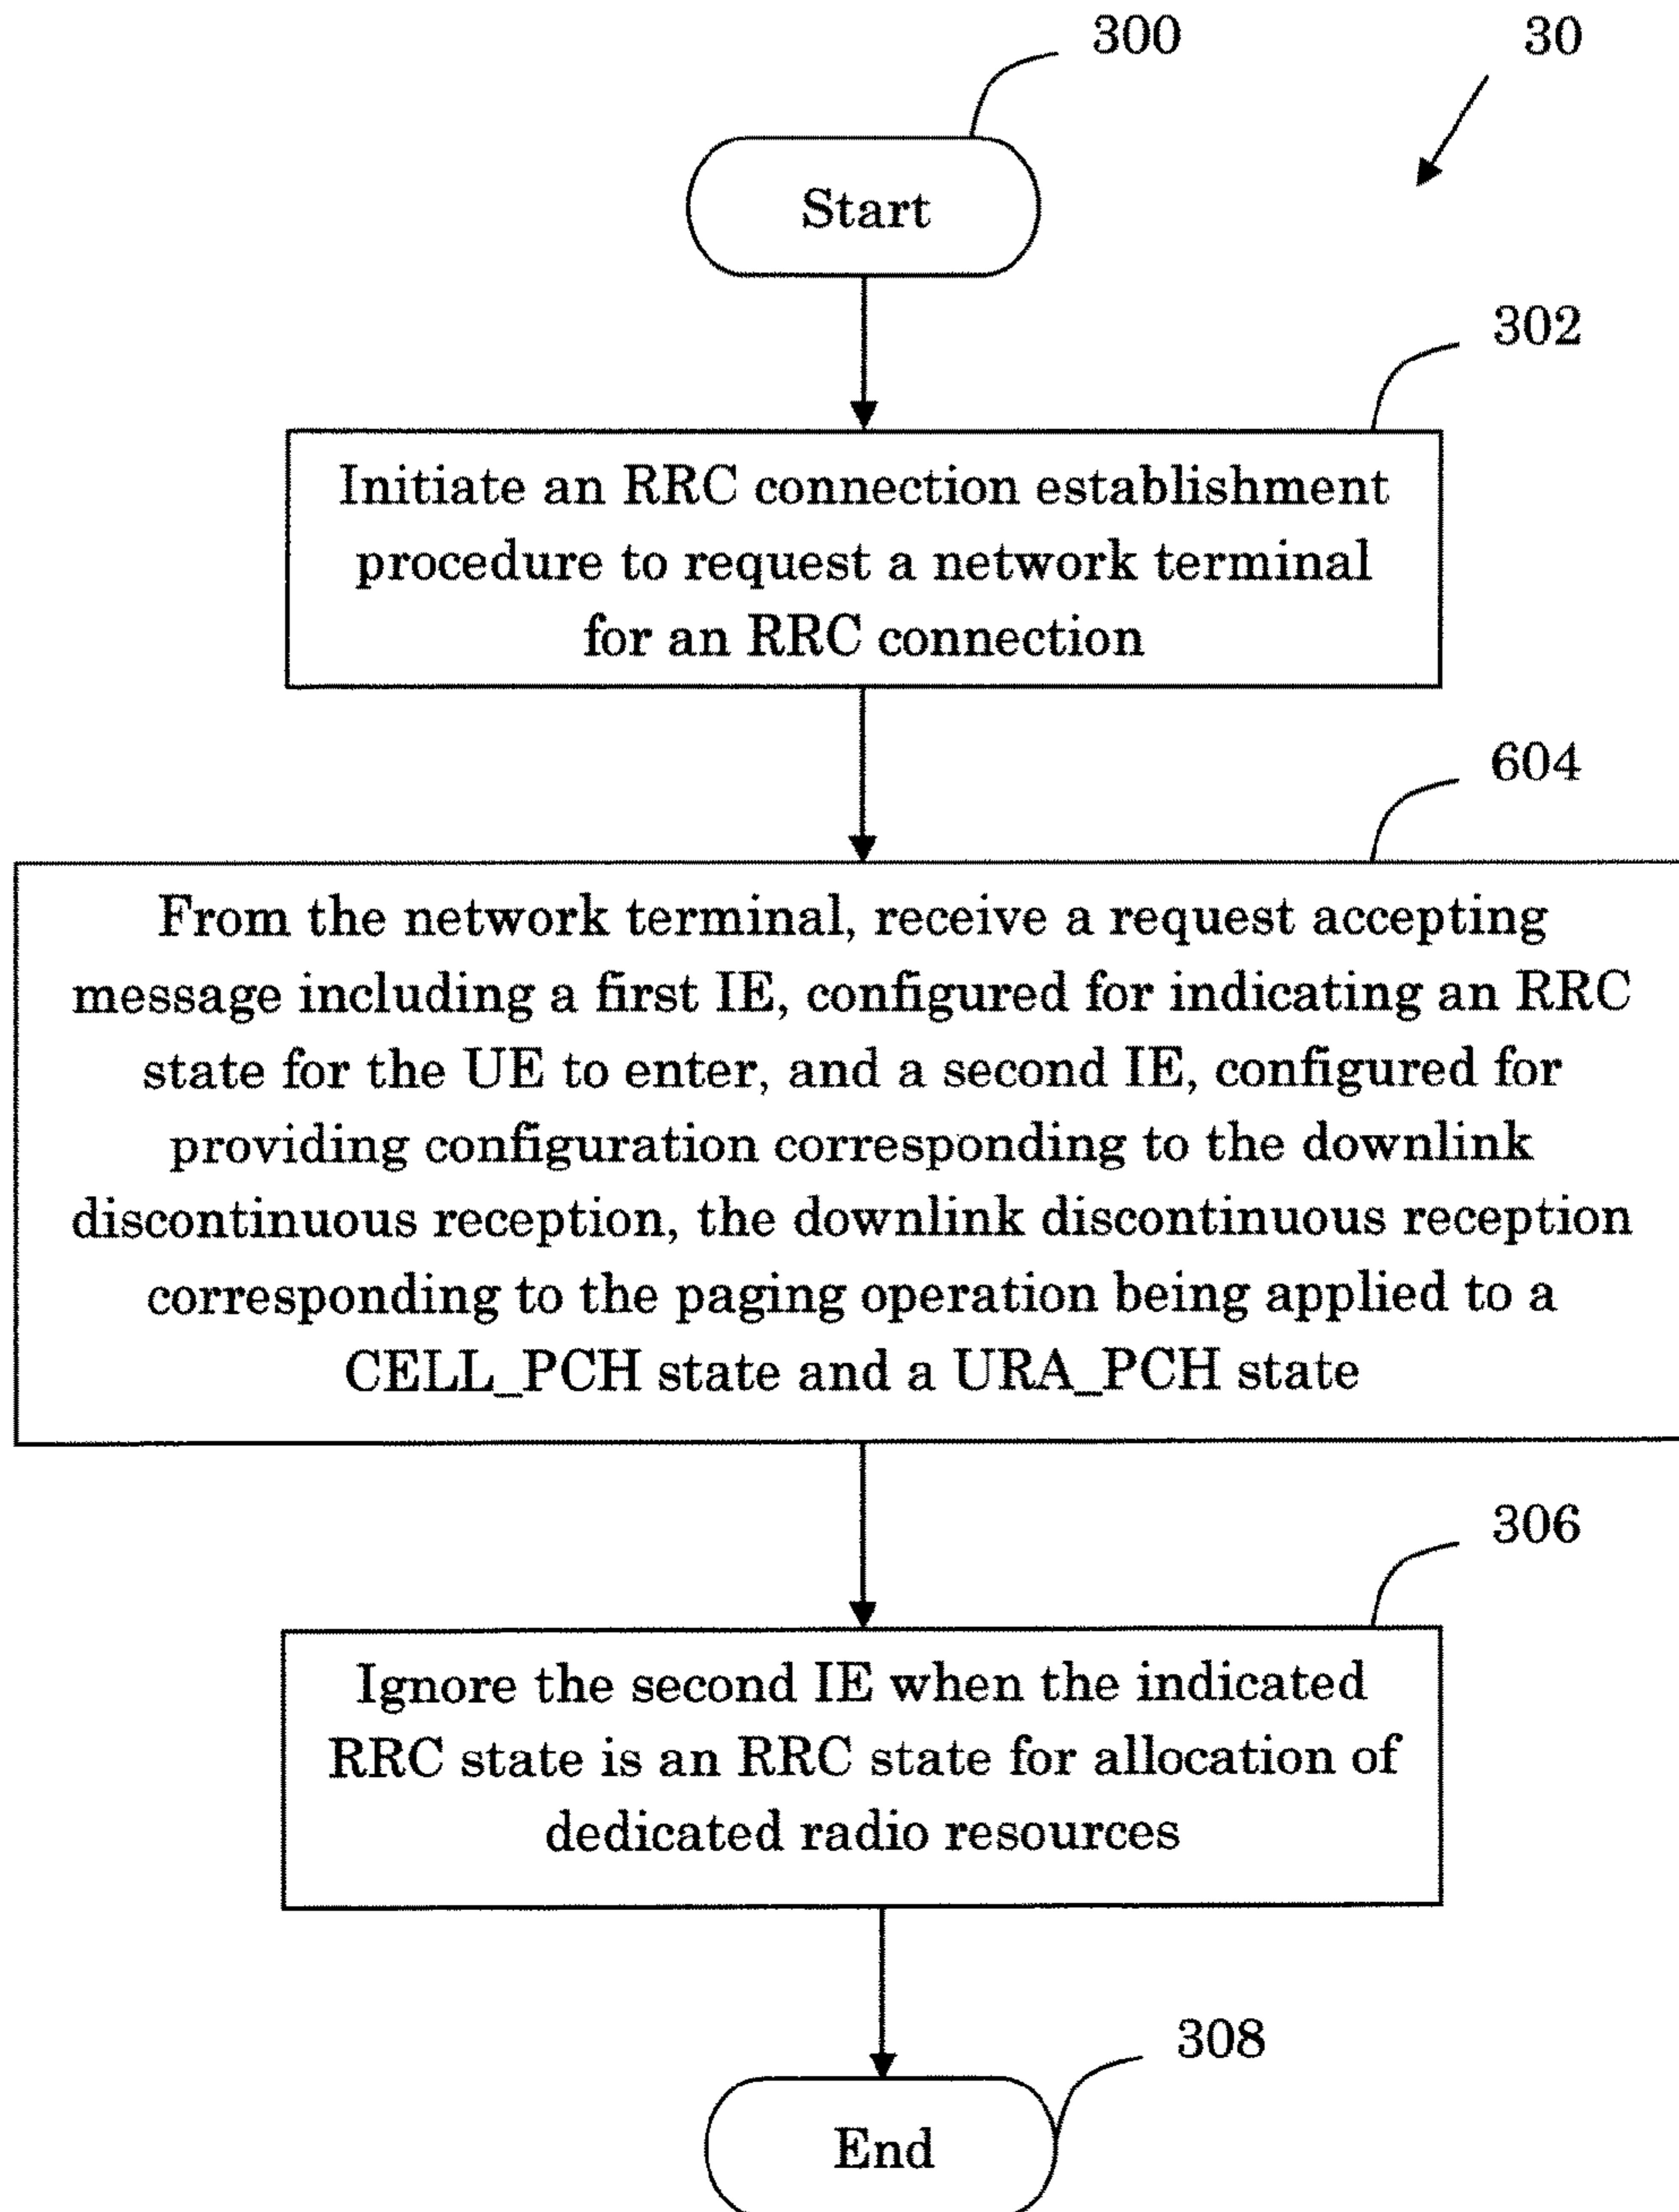 300
30
Start
302
Initiate an RRC connection establishment
procedure to request a network terminal
for an RRC connection
604
From the network terminal, receive a request accepting
message including a first IE, configured for indicating an RRC
state for the UE to enter, and a second IE, configured for
providing configuration corresponding to the downlink
discontinuous reception, the downlink discontinuous reception
corresponding to the paging operation being applied to a
CELL_PCH state and a URA_PCH state
306
Ignore the second IE when the indicated
RRC state is an RRC state for allocation of
dedicated radio resources
308
End